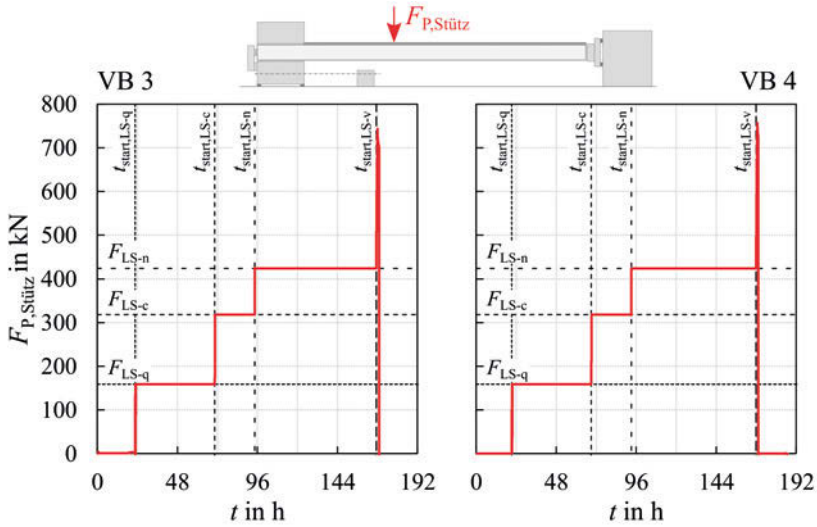 F_P,Stütz
VB 3
VB 4
800
700
600
500
400
300
200
100
0
F_P,Stütz in kN
t_start,LS-q
t_start,LS-c
t_start,LS-n
t_start,LS-v
F_LS-n
F_LS-c
F_LS-q
0 48 96 144 192
t in h
t_start,LS-q
t_start,LS-c
t_start,LS-n
t_start,LS-v
F_LS-n
F_LS-c
F_LS-q
0 48 96 144 192
t in h